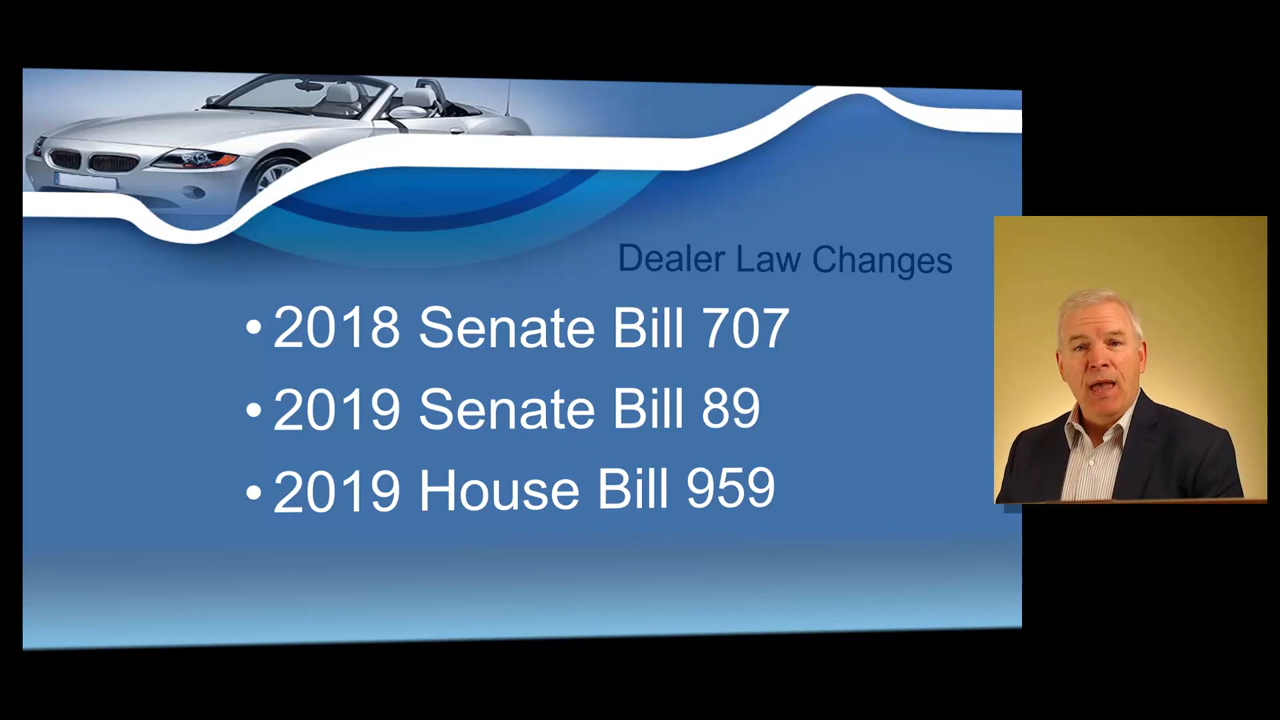 Dealer Law Changes
• 2018 Senate Bill 707
• 2019 Senate Bill 89
• 2019 House Bill 959